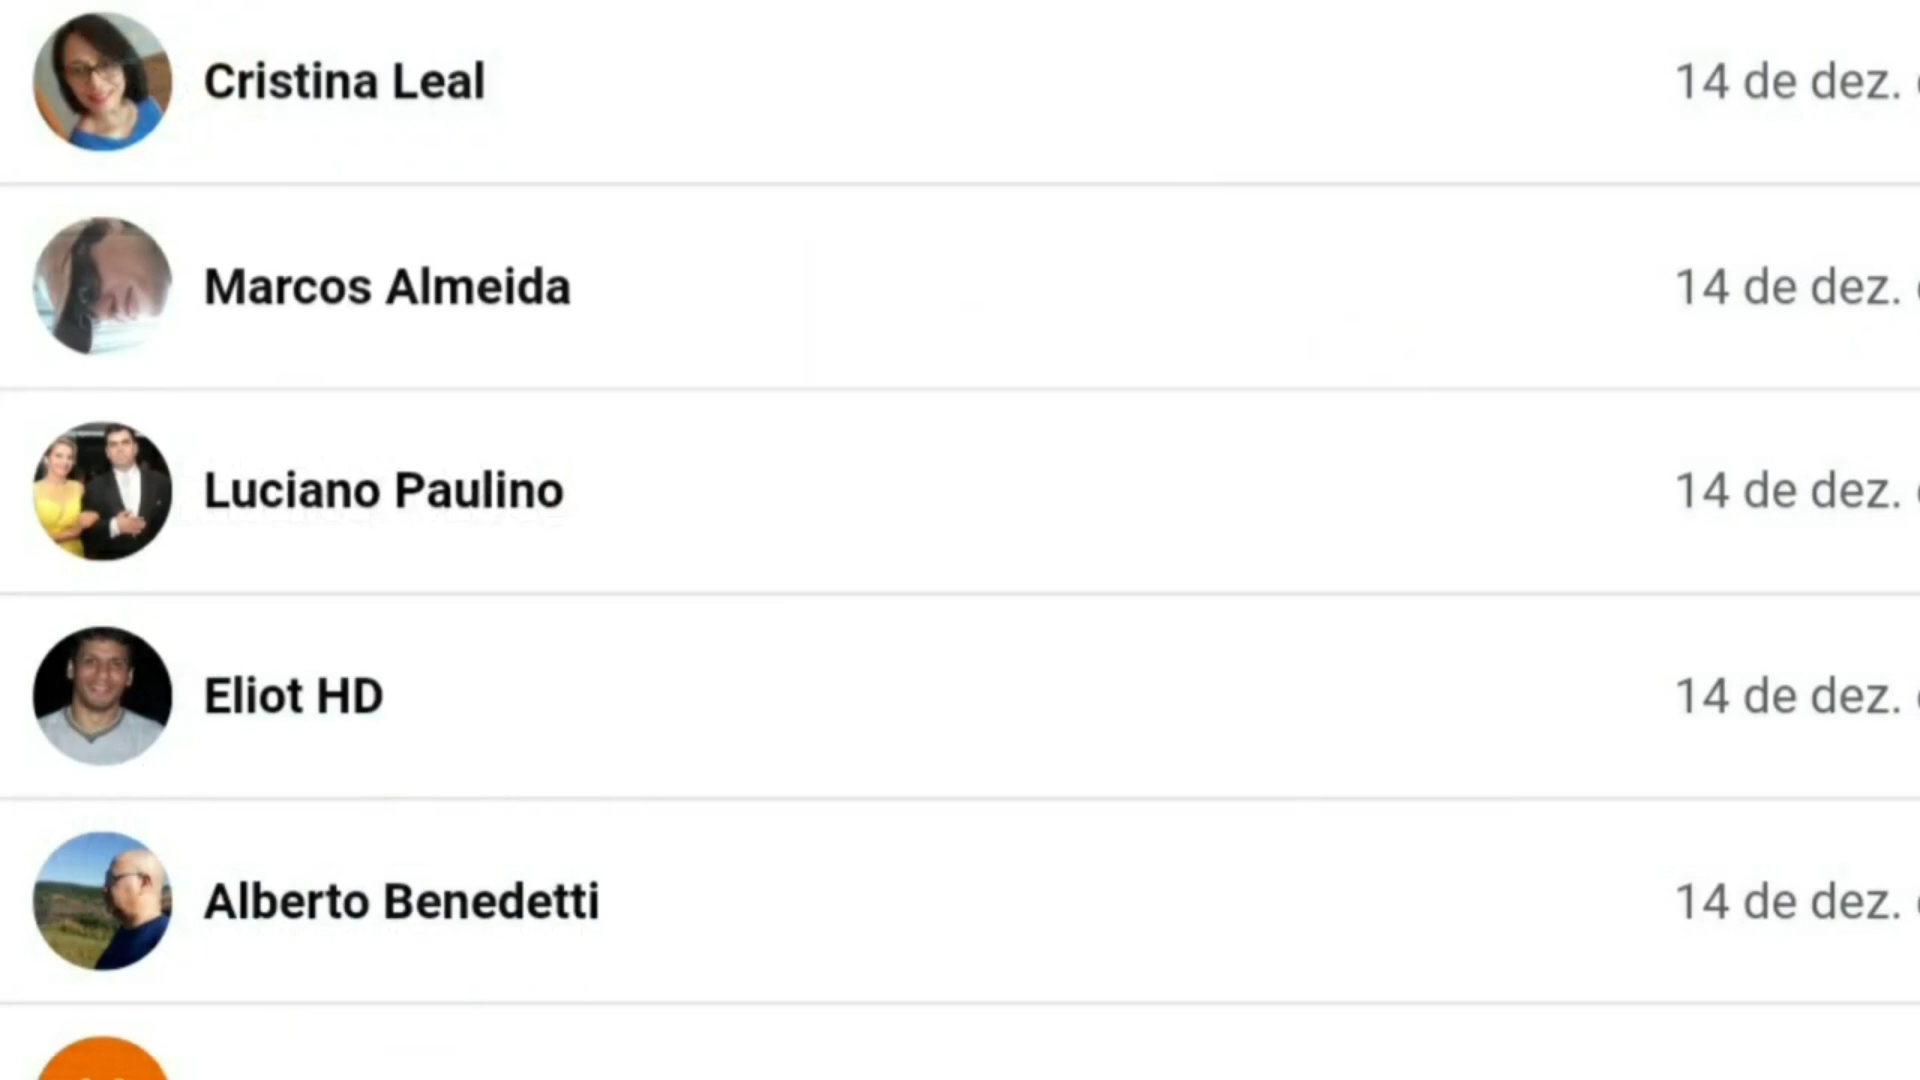 Cristina Leal 14 de dez.
Marcos Almeida 14 de dez.
Luciano Paulino 14 de dez.
Eliot HD 14 de dez.
Alberto Benedetti 14 de dez.